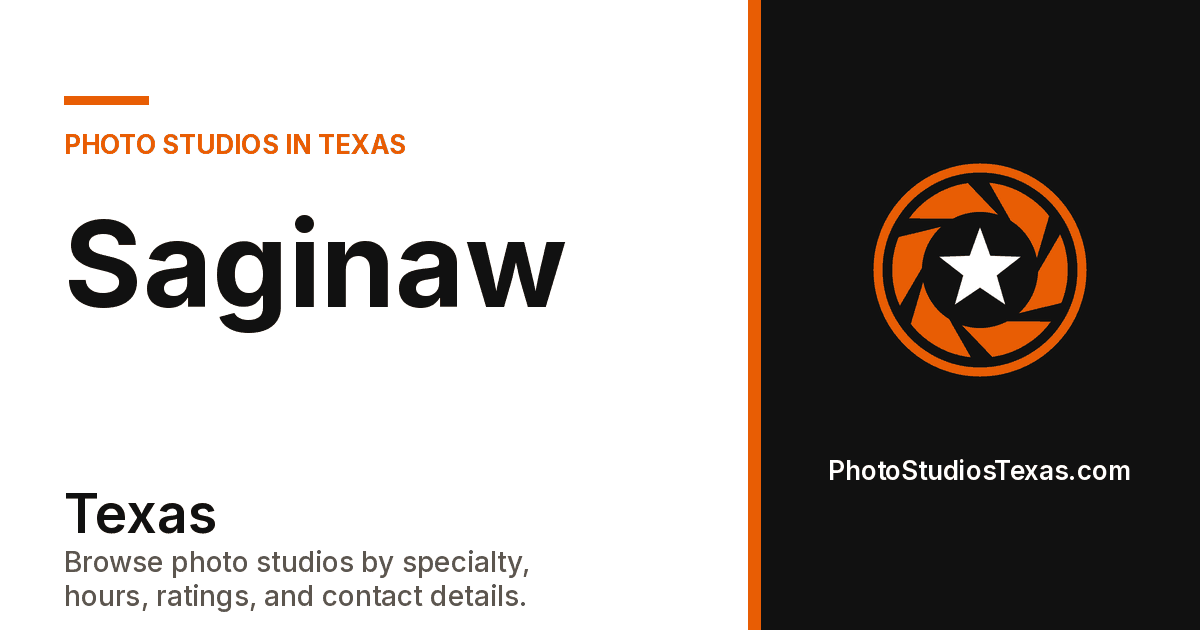 PHOTO STUDIOS IN TEXAS
Saginaw
Texas
Browse photo studios by specialty,
hours, ratings, and contact details.
PhotoStudiosTexas.com